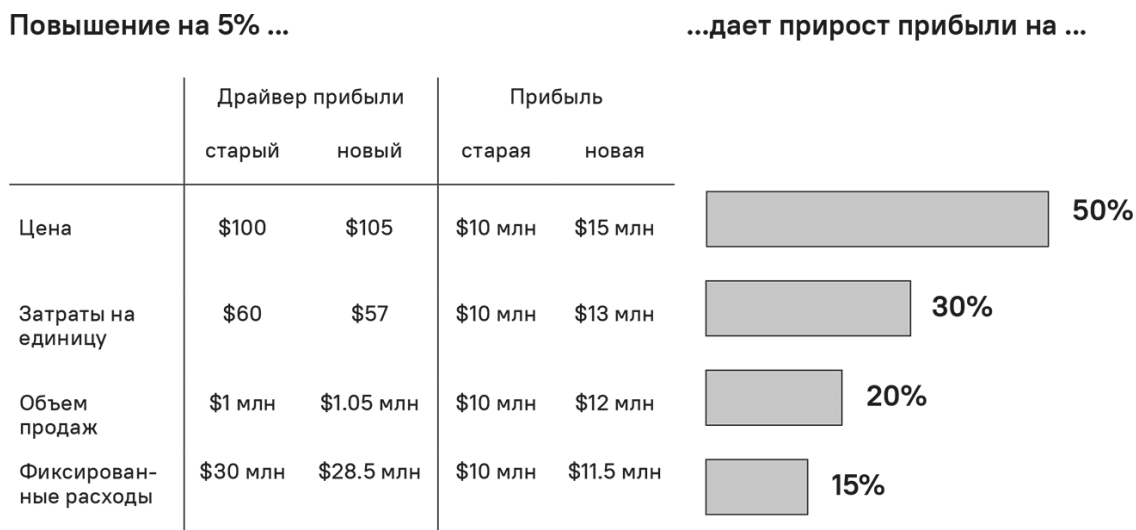 Повышение на 5% ...
...дает прирост прибыли на ...
Драйвер прибыли
Прибыль
старый новый старая новая
Цена $100 $105 $10 млн $15 млн 50%
Затраты на
единицу $60 $57 $10 млн $13 млн 30%
Объем
продаж $1 млн $1.05 млн $10 млн $12 млн 20%
Фиксирован-
ные расходы $30 млн $28.5 млн $10 млн $11.5 млн 15%